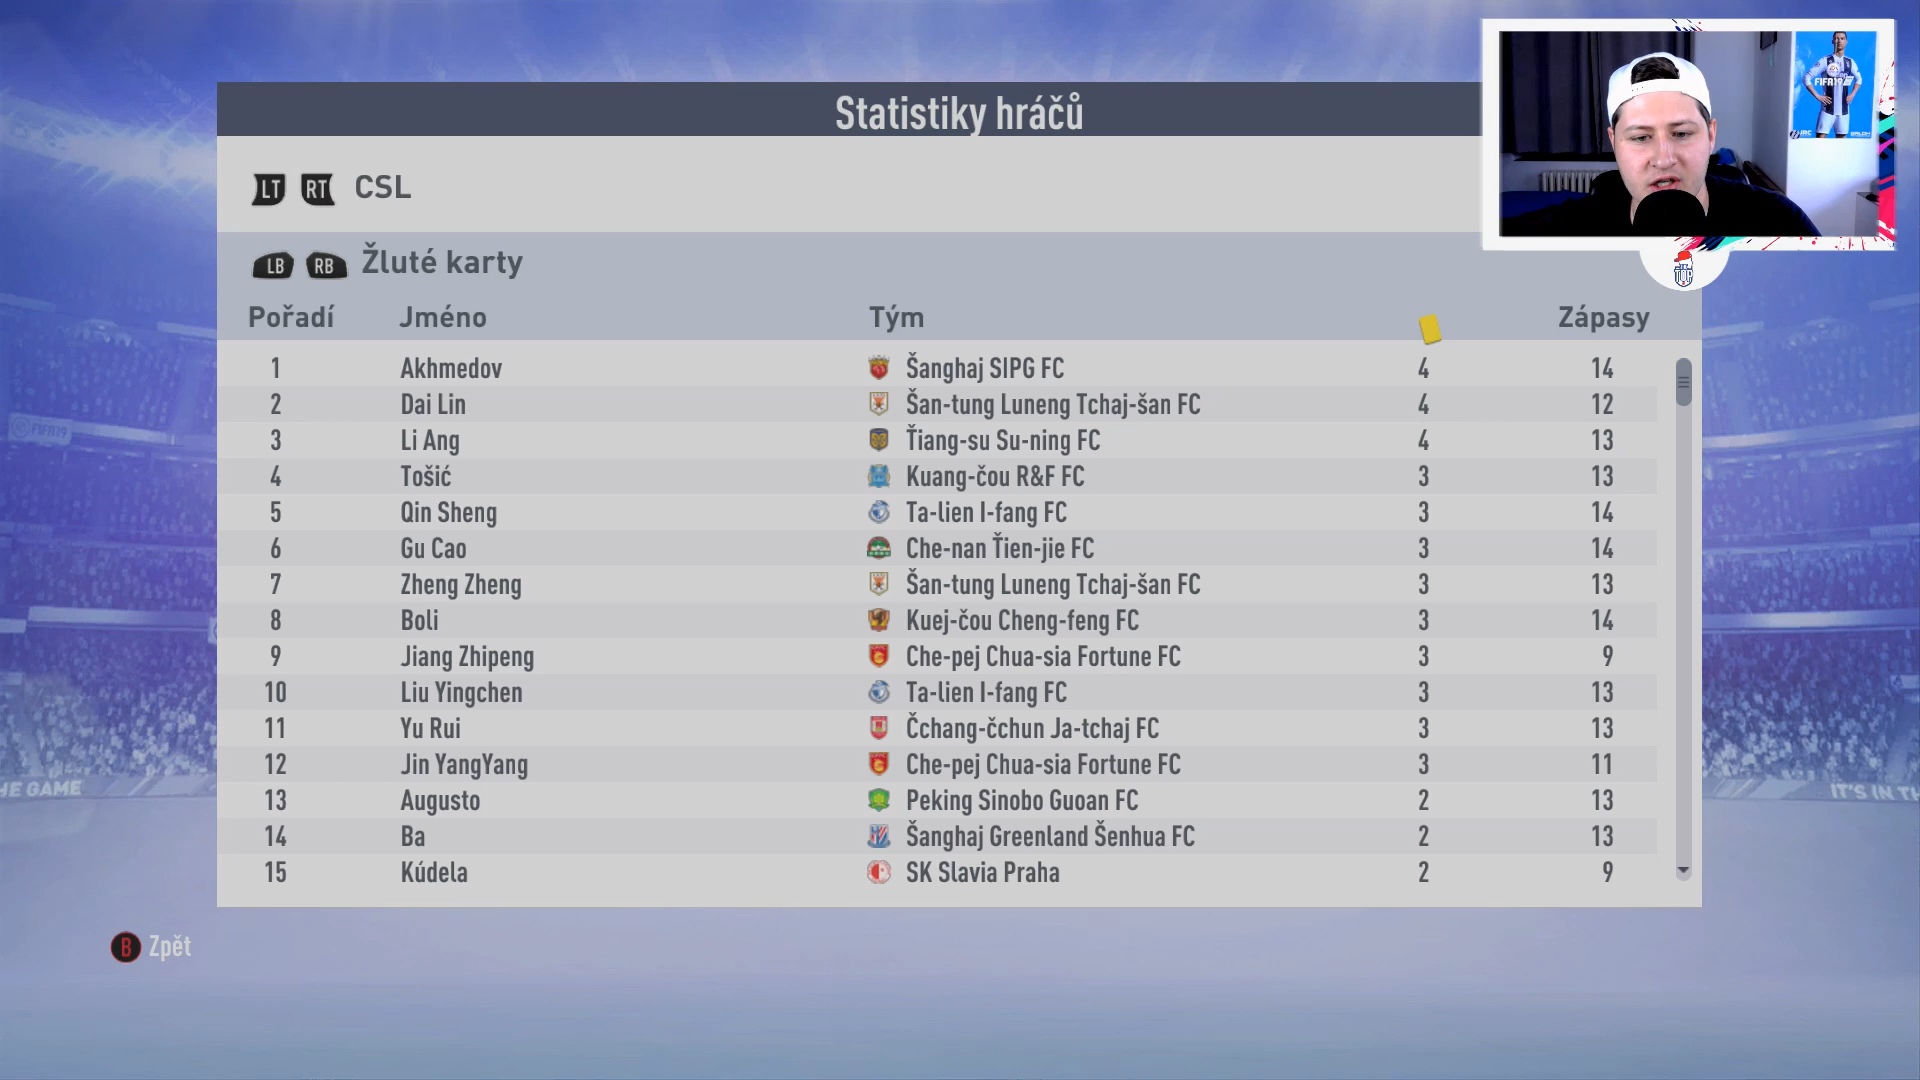 Statistiky hráčů
LT RT CSL
LB RB Žluté karty
Pořadí Jméno Tým Zápasy
1 Akhmedov Šanghaj SIPG FC 4 14
2 Dai Lin Šan-tung Luneng Tchaj-šan FC 4 12
3 Li Ang Ťiang-su Su-ning FC 4 13
4 Tošić Kuang-čou R&F FC 3 13
5 Qin Sheng Ta-lien I-fang FC 3 14
6 Gu Cao Che-nan Ťien-jie FC 3 14
7 Zheng Zheng Šan-tung Luneng Tchaj-šan FC 3 13
8 Boli Kuej-čou Cheng-feng FC 3 14
9 Jiang Zhipeng Che-pej Chua-sia Fortune FC 3 9
10 Liu Yingchen Ta-lien I-fang FC 3 13
11 Yu Rui Čchang-čchun Ja-tchaj FC 3 13
12 Jin YangYang Che-pej Chua-sia Fortune FC 3 11
13 Augusto Peking Sinobo Guoan FC 2 13
14 Ba Šanghaj Greenland Šenhua FC 2 13
15 Kúdela SK Slavia Praha 2 9
B Zpět
FIFA19
FIFA19
HE GAME
IT'S IN TH